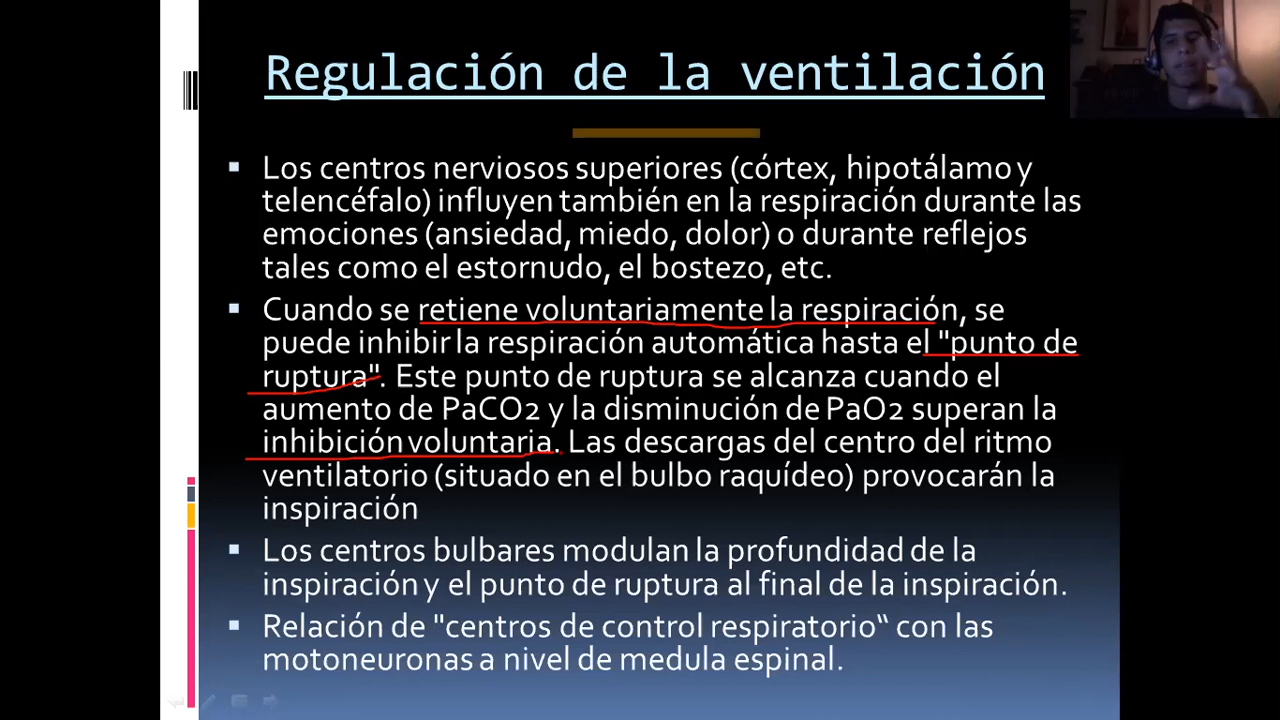 Regulación de la ventilación
Los centros nerviosos superiores (córtex, hipotálamo y
telencéfalo) influyen también en la respiración durante las
emociones (ansiedad, miedo, dolor) o durante reflejos
tales como el estornudo, el bostezo, etc.
Cuando se retiene voluntariamente la respiración, se
puede inhibir la respiración automática hasta el "punto de
ruptura". Este punto de ruptura se alcanza cuando el
aumento de PaCO2 y la disminución de PaO2 superan la
inhibición voluntaria. Las descargas del centro del ritmo
ventilatorio (situado en el bulbo raquídeo) provocarán la
inspiración
Los centros bulbares modulan la profundidad de la
inspiración y el punto de ruptura al final de la inspiración.
Relación de "centros de control respiratorio“ con las
motoneuronas a nivel de medula espinal.